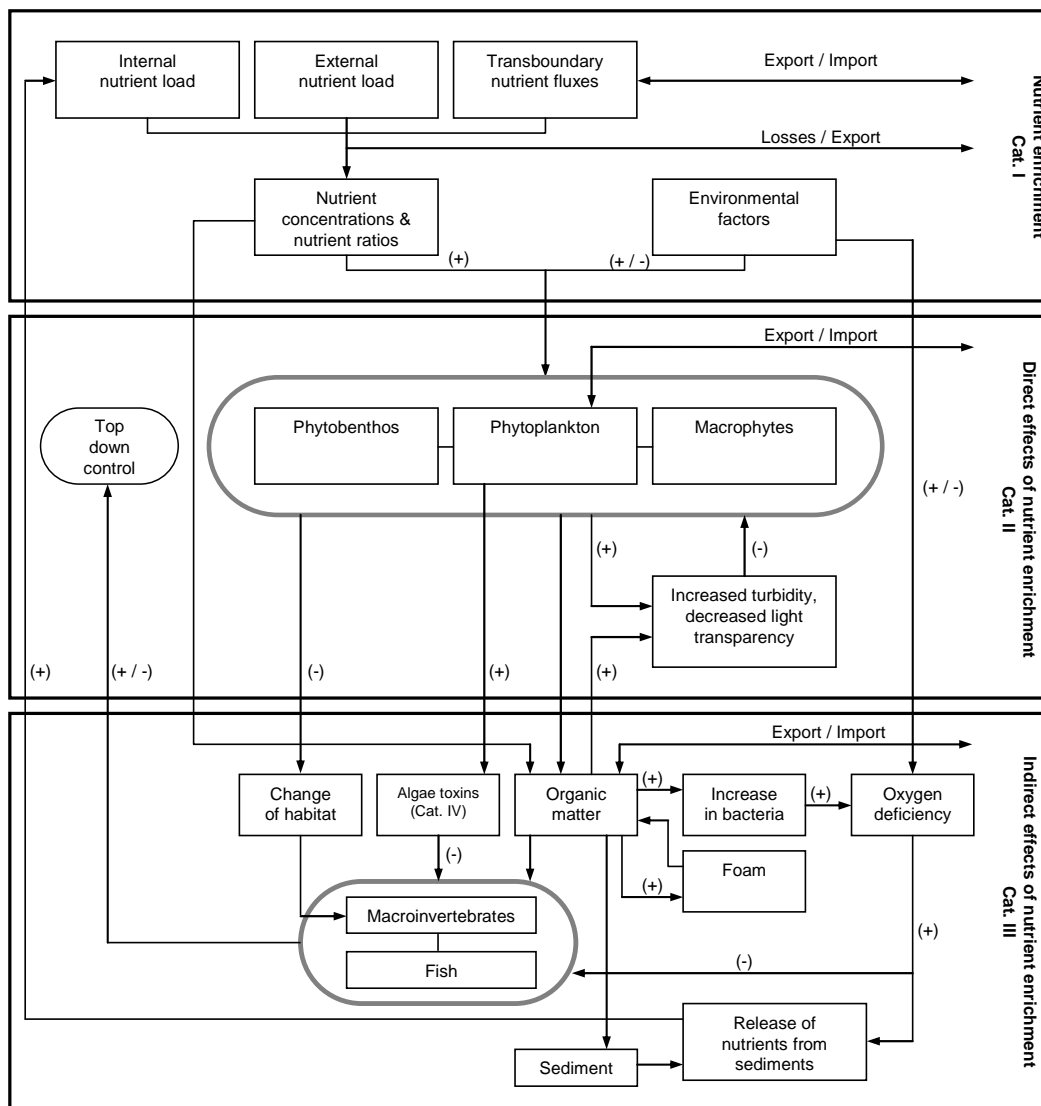 Internal
nutrient load
External
nutrient load
Transboundary
nutrient fluxes
Export / Import
Losses / Export
Nutrient
concentrations &
nutrient ratios
Environmental
factors
(+)
(+ / -)
Nutrient enrichment
Cat. I
Export / Import
Top
down
control
Phytobenthos
Phytoplankton
Macrophytes
(+ / -)
(+)
(-)
Increased turbidity,
decreased light
transparency
(+)
(+ / -)
(-)
(+)
(+)
Direct effects of nutrient enrichment
Cat. II
Export / Import
Change
of habitat
Algae toxins
(Cat. IV)
Organic
matter
(+)
Increase
in bacteria
(+)
Oxygen
deficiency
(-)
(+)
Foam
Macroinvertebrates
Fish
(+)
(-)
Release of
nutrients from
sediments
Sediment
Indirect effects of nutrient enrichment
Cat. III